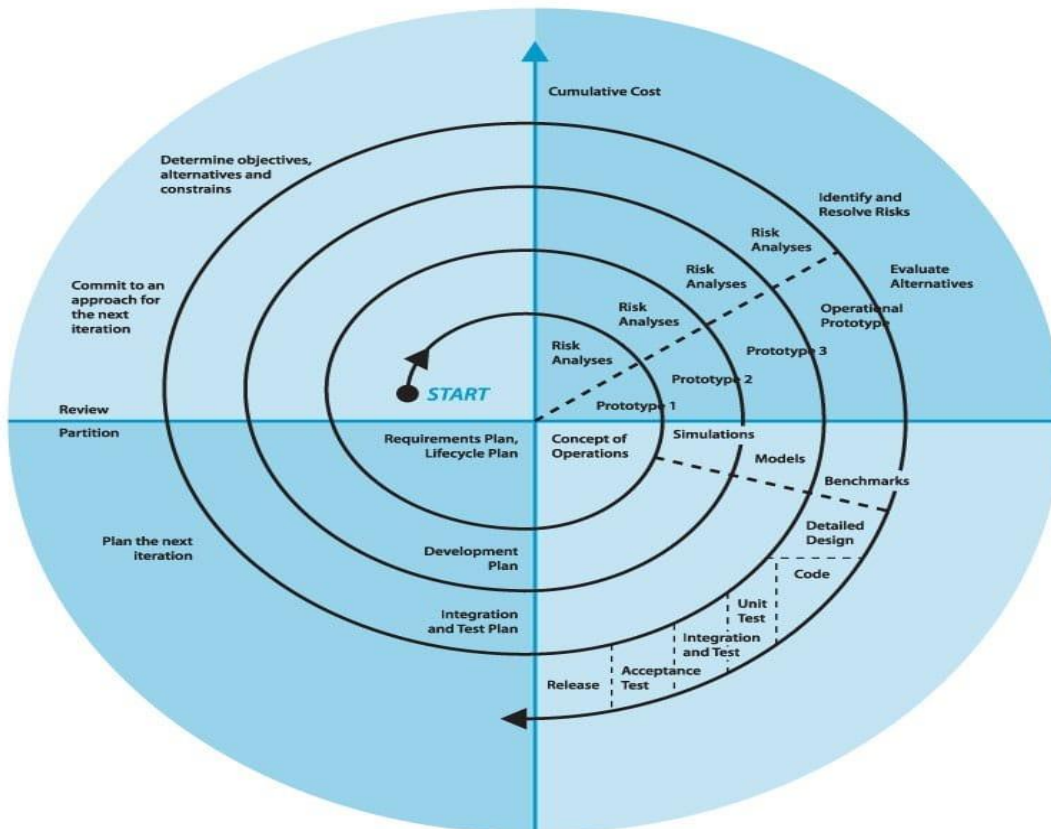 Cumulative Cost
Determine objectives,
alternatives and
constrains
Identify and
Resolve Risks
Risk
Analyses
Evaluate
Alternatives
Commit to an
approach for
the next
iteration
Risk
Analyses
Operational
Prototype
Risk
Analyses
Prototype 3
Risk
Analyses
Prototype 2
START
Prototype 1
Review
Partition
Requirements Plan,
Lifecycle Plan
Concept of
Operations
Simulations
Models
Benchmarks
Plan the next
iteration
Development
Plan
Detailed
Design
Code
Integration
and Test Plan
Unit
Test
Integration
and Test
Acceptance
Test
Release